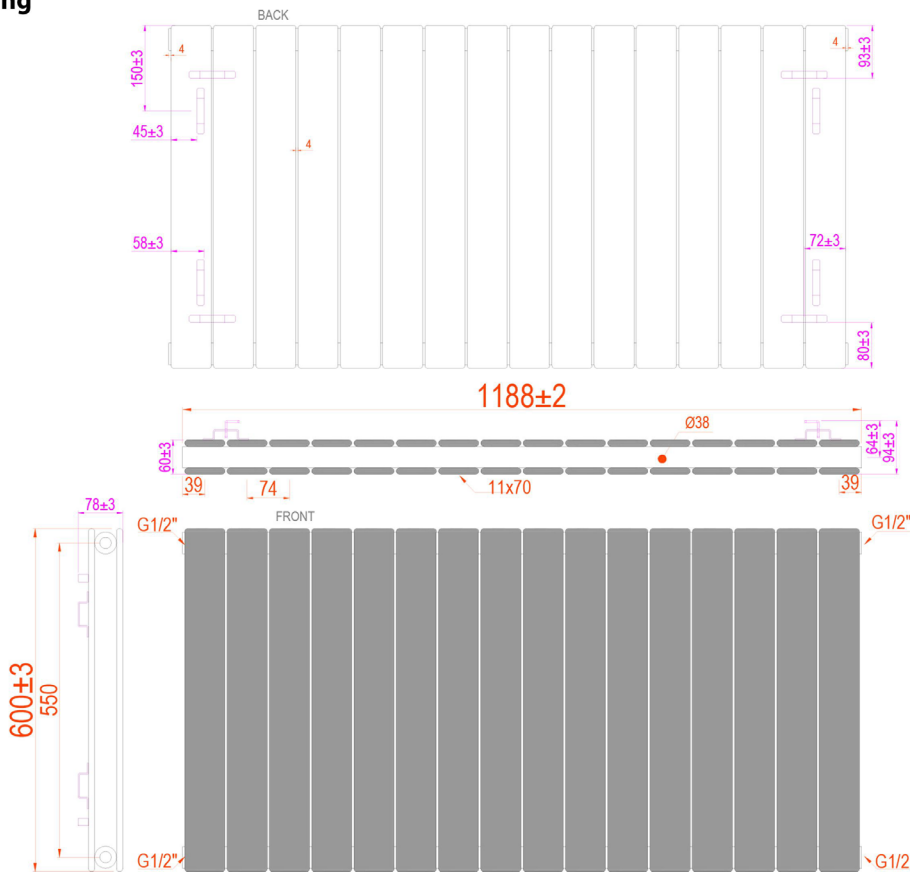 ng
BACK
4
4
150±3
93±3
45±3
4
58±3
72±3
80±3
1188±2
Ø38
60±3
64±3
94±3
39
74
11x70
39
78±3
FRONT
G1/2"
G1/2"
600±3
550
G1/2"
G1/2